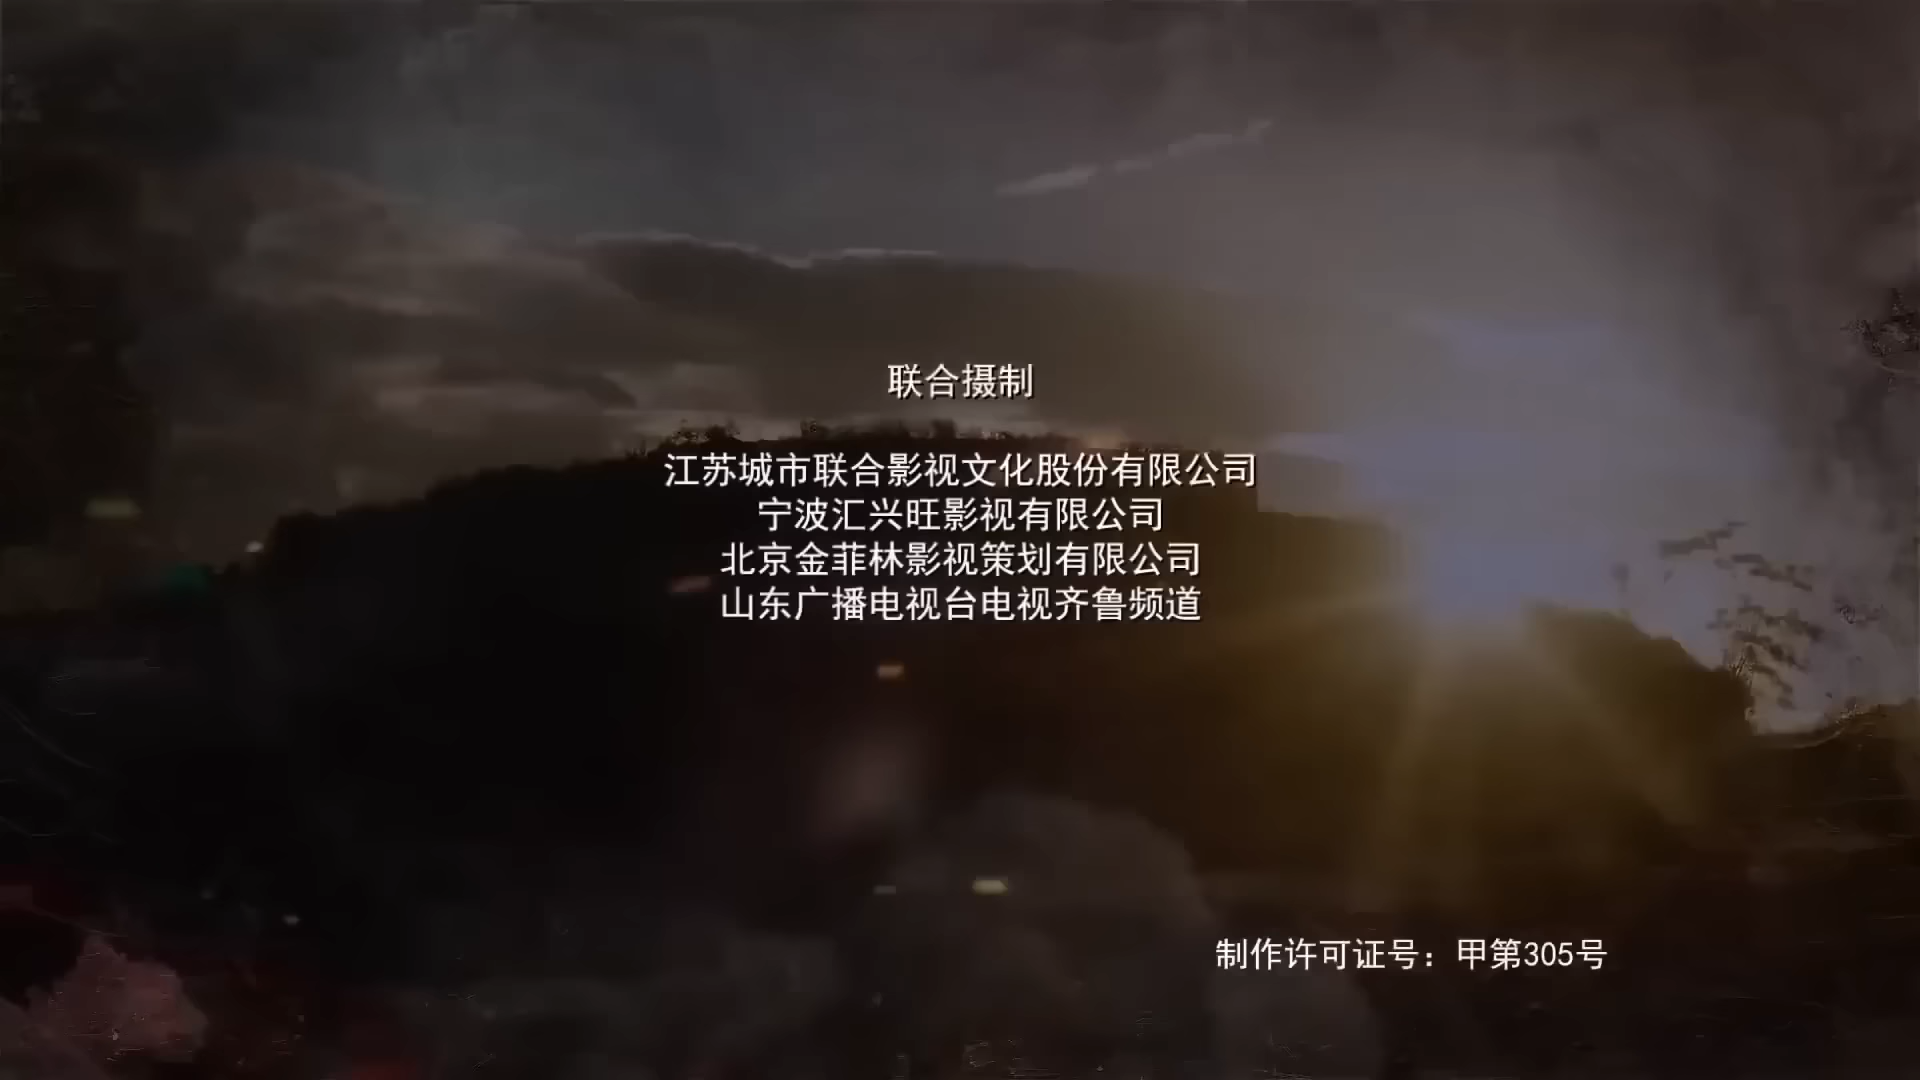 联合摄制
江苏城市联合影视文化股份有限公司
宁波汇兴旺影视有限公司
北京金菲林影视策划有限公司
山东广播电视台电视齐鲁频道
制作许可证号：甲第305号